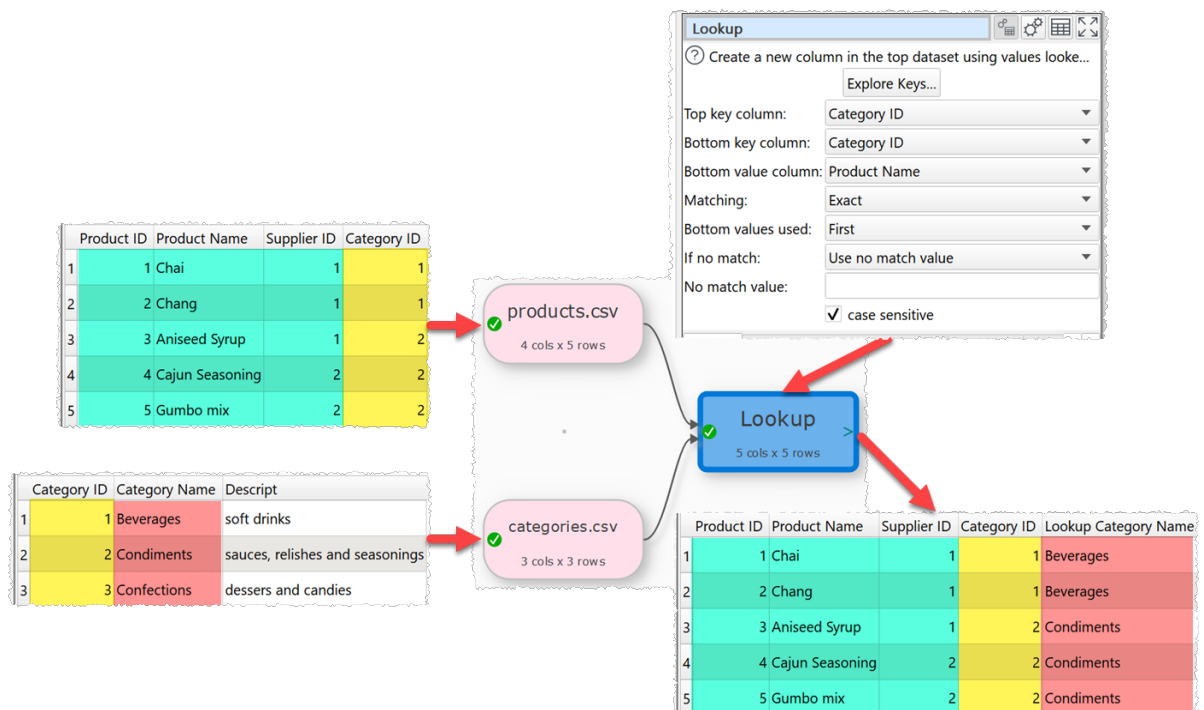 Lookup
Create a new column in the top dataset using values looke...
Explore Keys...
Top key column: Category ID
Bottom key column: Category ID
Bottom value column: Product Name
Matching: Exact
Bottom values used: First
If no match: Use no match value
No match value:
case sensitive
Product ID Product Name Supplier ID Category ID
1 1 Chai 1 1
2 2 Chang 1 1
3 3 Aniseed Syrup 1 2
4 4 Cajun Seasoning 2 2
5 5 Gumbo mix 2 2
products.csv
4 cols x 5 rows
Lookup
5 cols x 5 rows
Category ID Category Name Descript
1 1 Beverages soft drinks
2 2 Condiments sauces, relishes and seasonings
3 3 Confections dessers and candies
categories.csv
3 cols x 3 rows
Product ID Product Name Supplier ID Category ID Lookup Category Name
1 1 Chai 1 1 Beverages
2 2 Chang 1 1 Beverages
3 3 Aniseed Syrup 1 2 Condiments
4 4 Cajun Seasoning 2 2 Condiments
5 5 Gumbo mix 2 2 Condiments